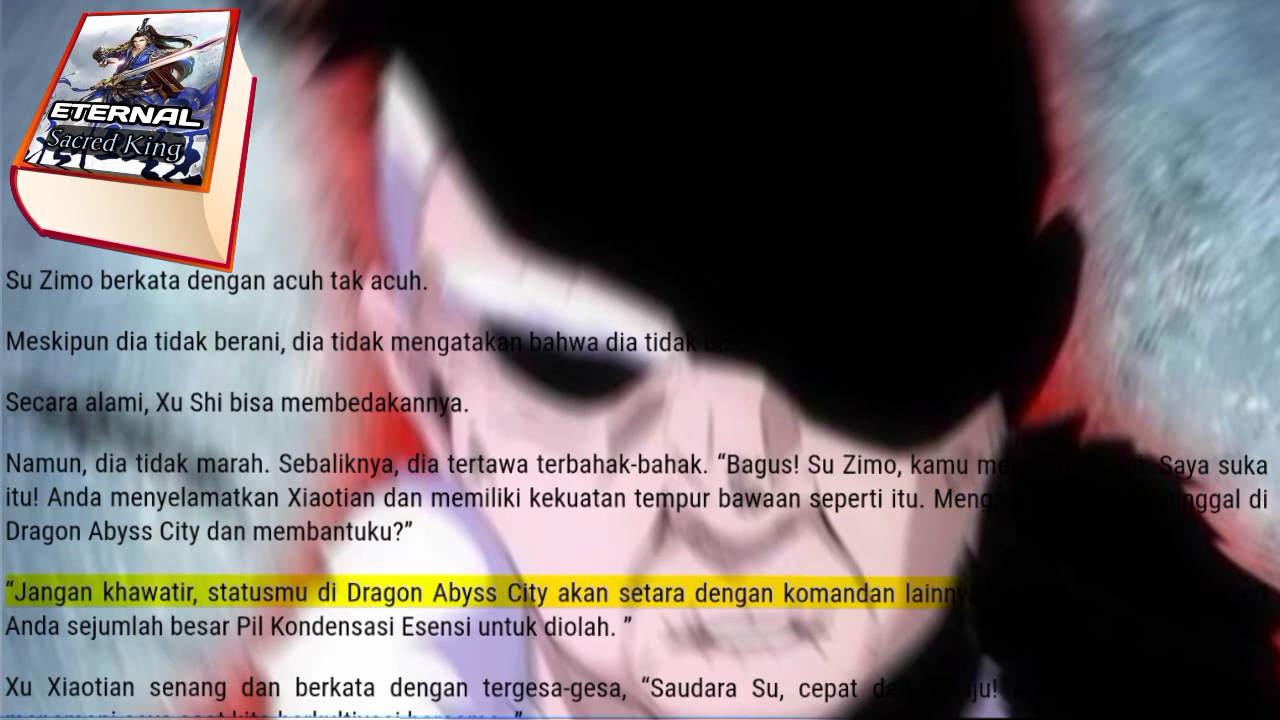 ETERNAL
Sacred King
Su Zimo berkata dengan acuh tak acuh.
Meskipun dia tidak berani, dia tidak mengatakan bahwa dia tidak
Secara alami, Xu Shi bisa membedakannya.
Namun, dia tidak marah. Sebaliknya, dia tertawa terbahak-bahak. “Bagus! Su Zimo, kamu Saya suka
itu! Anda menyelamatkan Xiaotian dan memiliki kekuatan tempur bawaan seperti itu. tinggal di
Dragon Abyss City dan membantuku?”
“Jangan khawatir, statusmu di Dragon Abyss City akan setara dengan komandan
Anda sejumlah besar Pil Kondensasi Esensi untuk diolah. ”
Xu Xiaotian senang dan berkata dengan tergesa-gesa, “Saudara Su, cepat